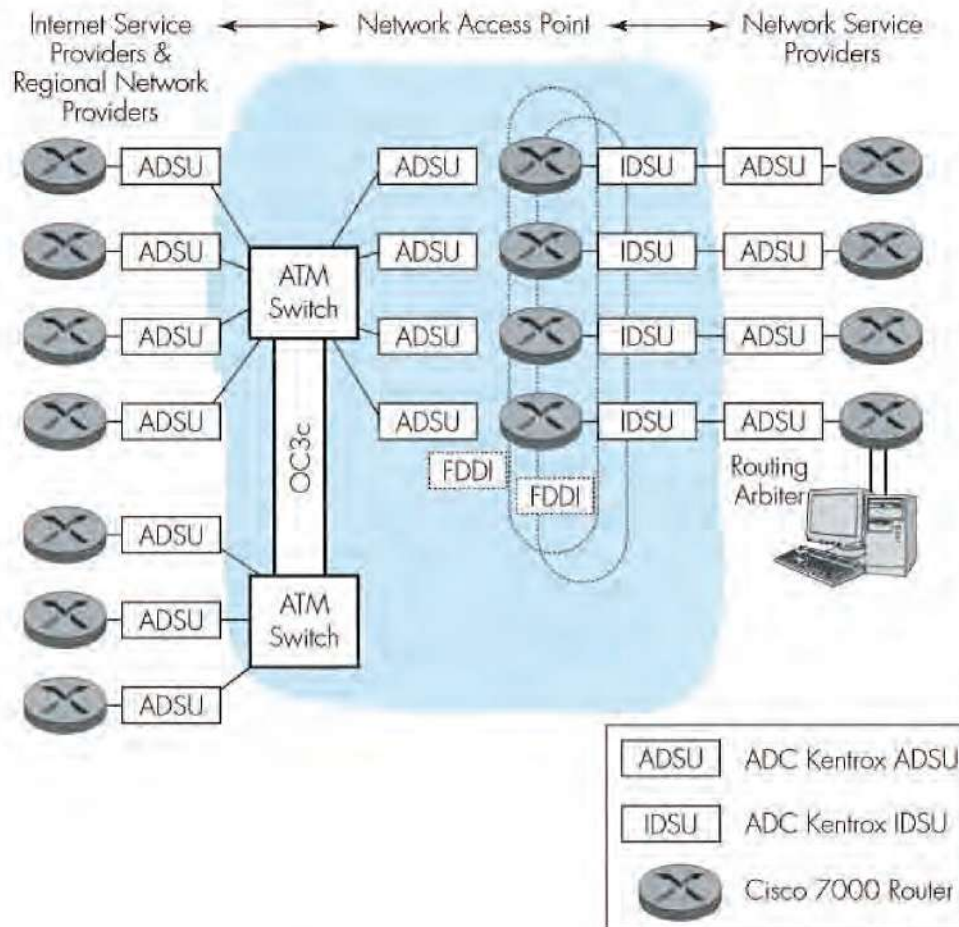 Internet Service
Providers &
Regional Network
Providers
Network Access Point
Network Service
Providers
ADSU
ADSU
IDSU
ADSU
ADSU
ADSU
IDSU
ADSU
ATM
Switch
ADSU
ADSU
IDSU
ADSU
ADSU
ADSU
IDSU
ADSU
OC3c
FDDI
FDDI
Routing
Arbiter
ADSU
ADSU
ATM
Switch
ADSU
ADSU
ADC Kentrox ADSU
IDSU
ADC Kentrox IDSU
Cisco 7000 Router